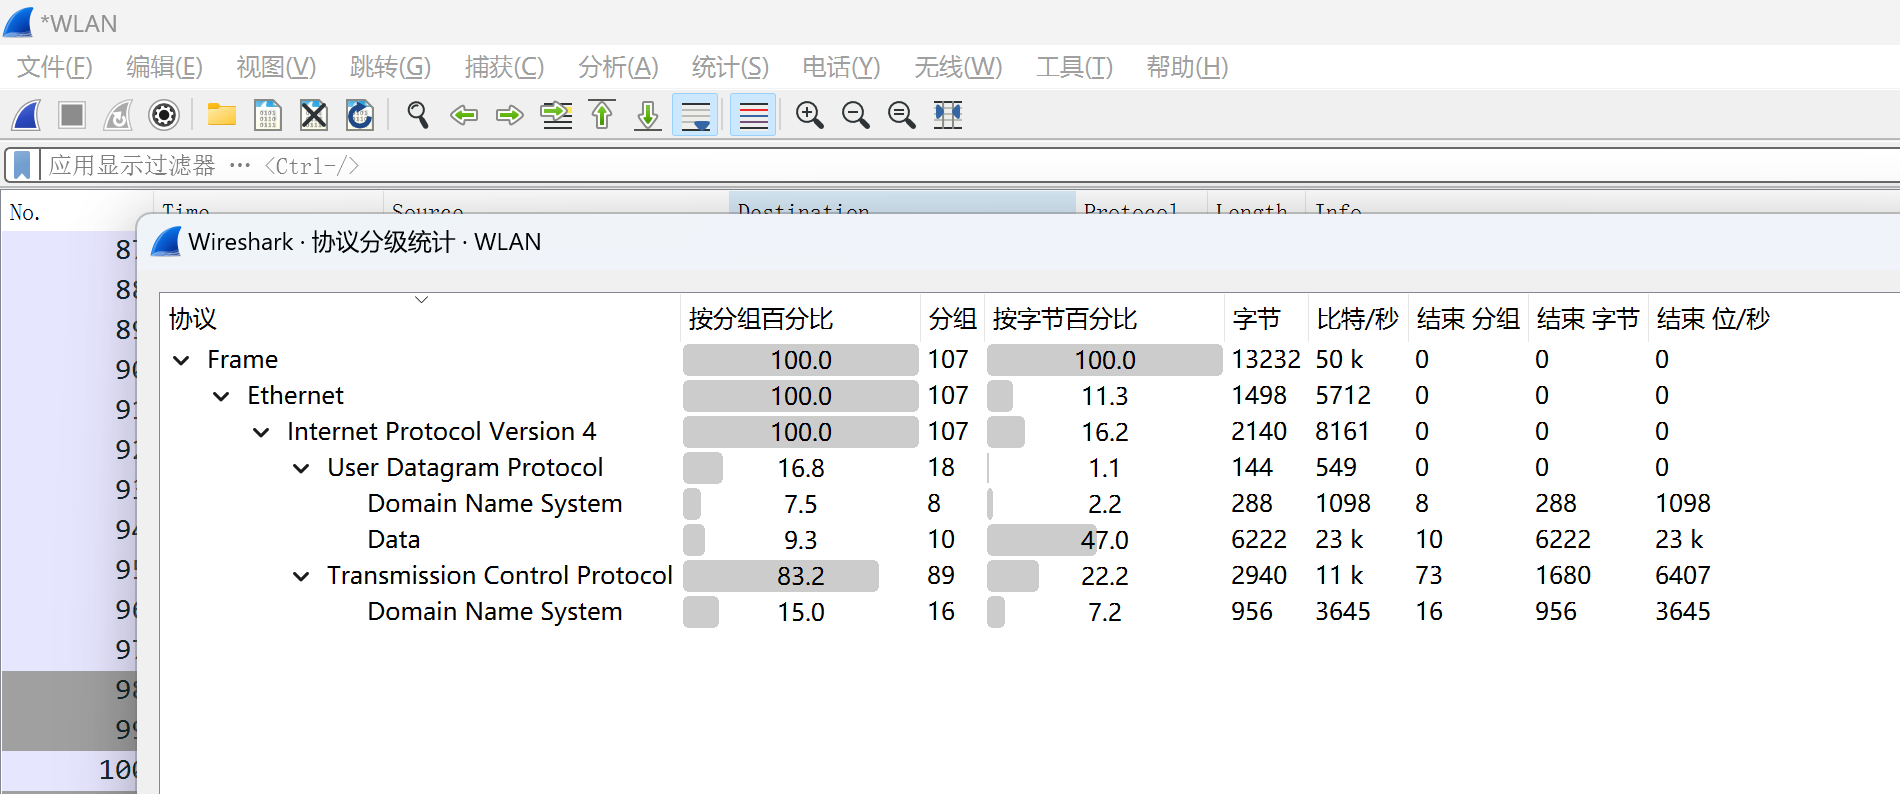 *WLAN
文件(F) 编辑(E) 视图(V) 跳转(G) 捕获(C) 分析(A) 统计(S) 电话(Y) 无线(W) 工具(T) 帮助(H)
应用显示过滤器 … <Ctrl-/>
No. Time Source Destination Protocol Length Info
Wireshark · 协议分级统计 · WLAN
协议 按分组百分比 分组 按字节百分比 字节 比特/秒 结束 分组 结束 字节 结束 位/秒
Frame 100.0 107 100.0 13232 50 k 0 0 0
Ethernet 100.0 107 11.3 1498 5712 0 0 0
Internet Protocol Version 4 100.0 107 16.2 2140 8161 0 0 0
User Datagram Protocol 16.8 18 1.1 144 549 0 0 0
Domain Name System 7.5 8 2.2 288 1098 8 288 1098
Data 9.3 10 47.0 6222 23 k 10 6222 23 k
Transmission Control Protocol 83.2 89 22.2 2940 11 k 73 1680 6407
Domain Name System 15.0 16 7.2 956 3645 16 956 3645
87
88
89
90
91
92
93
94
95
96
97
98
99
100